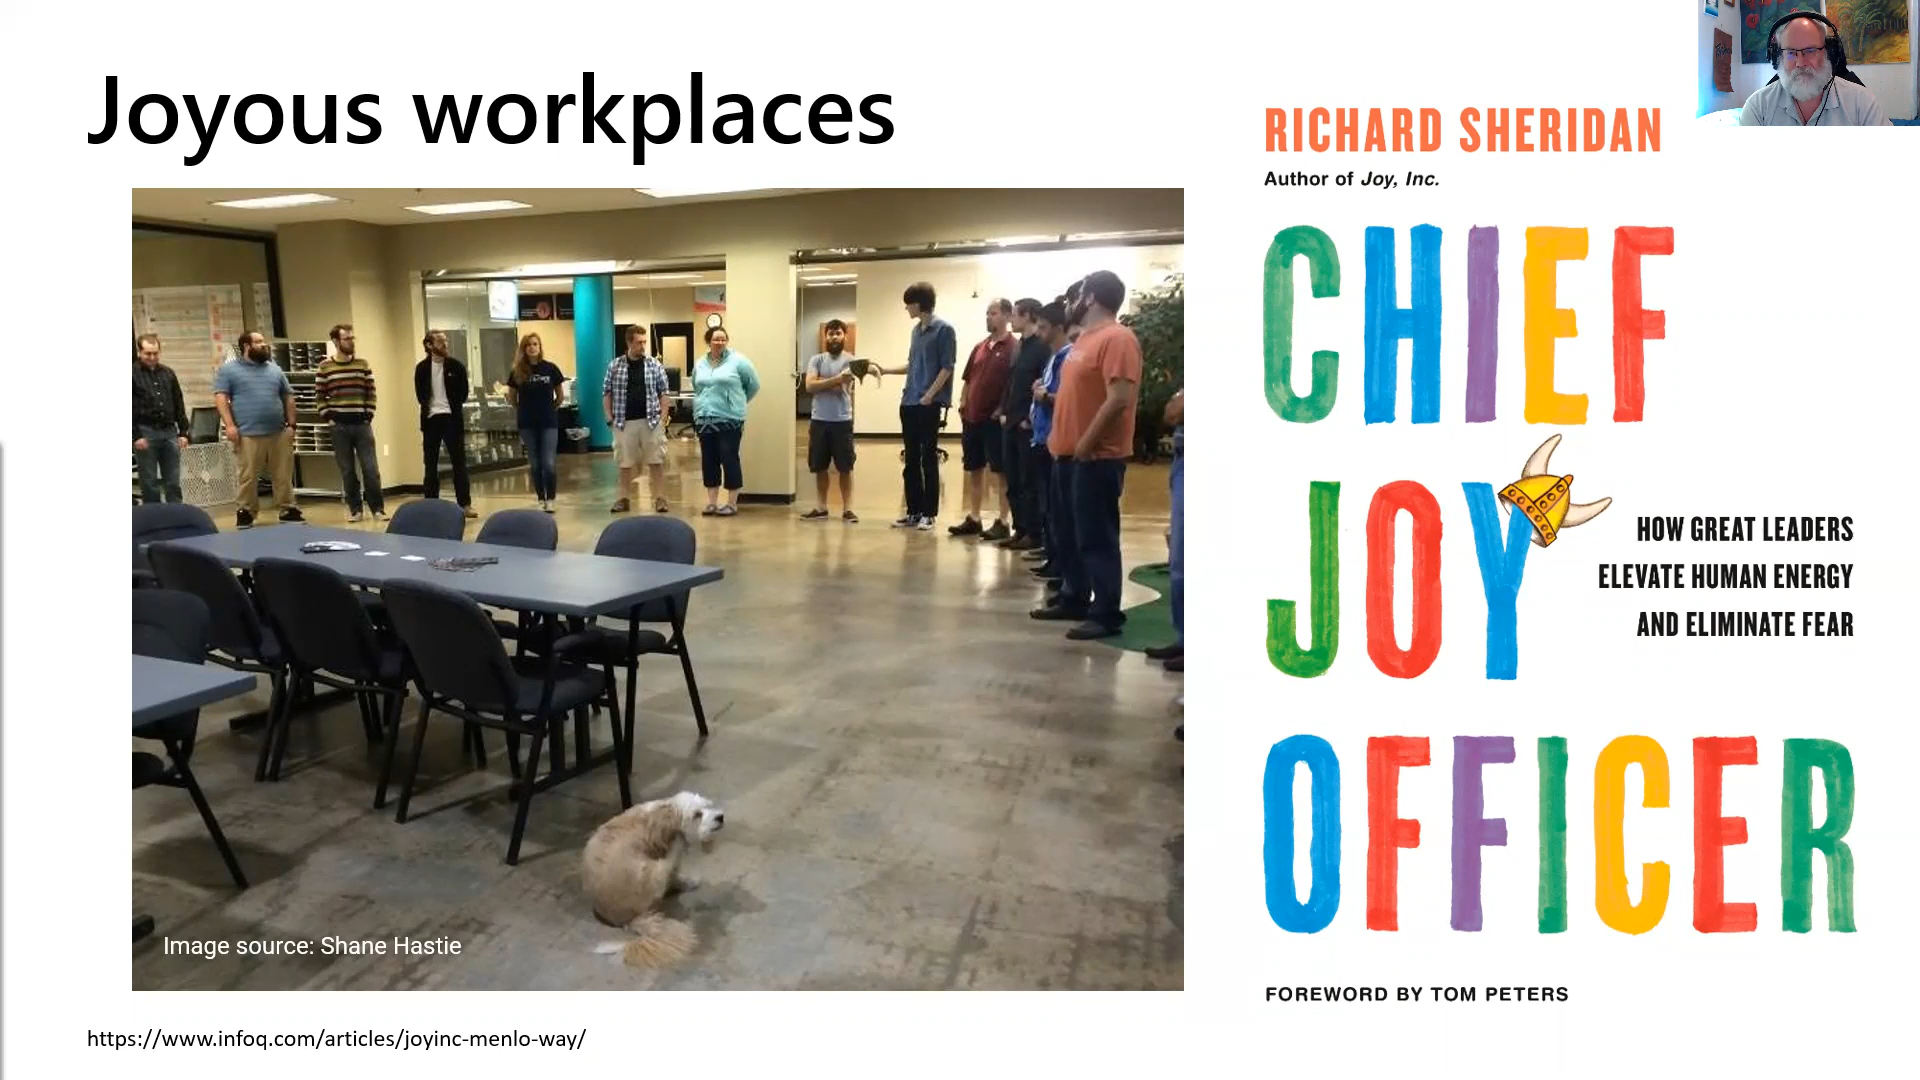 Joyous workplaces
Image source: Shane Hastie
https://www.infoq.com/articles/joyinc-menlo-way/
RICHARD SHERIDAN
Author of Joy, Inc.
CHIEF
JOY
HOW GREAT LEADERS
ELEVATE HUMAN ENERGY
AND ELIMINATE FEAR
OFFICER
FOREWORD BY TOM PETERS